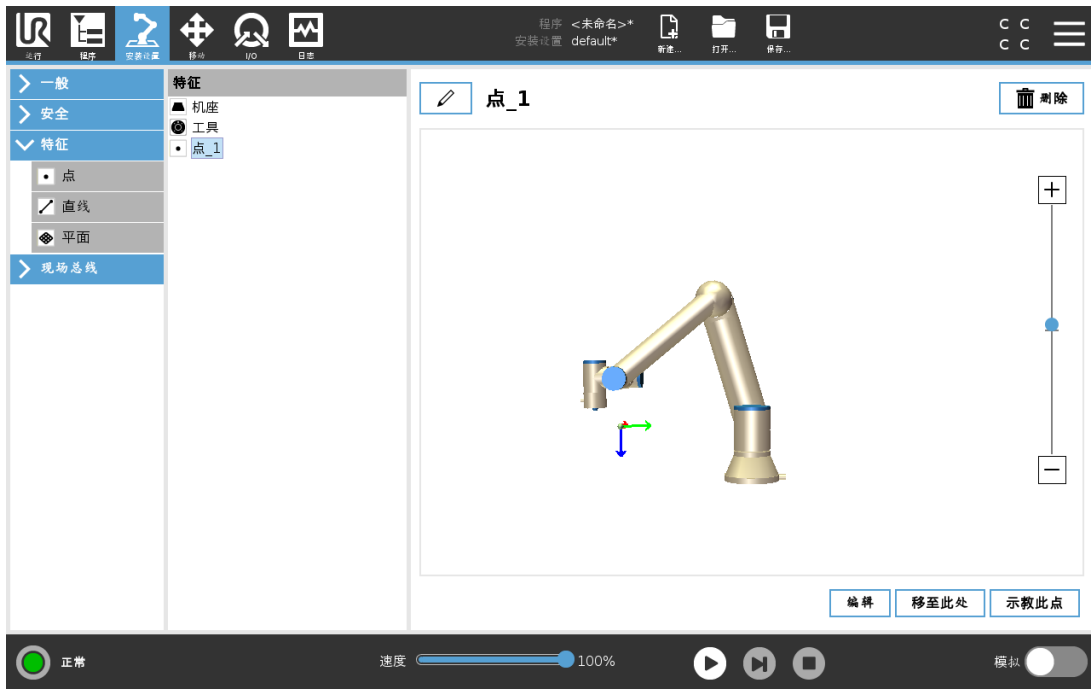 UR
运行
程序
安装设置
移动
I/O
日志
程序 <未命名>*
安装设置 default*
新建...
打开...
保存...
C C
C C
一般
安全
特征
点
直线
平面
现场总线
特征
机座
工具
点_1
点_1
删除
编辑
移至此处
示教此点
正常
速度
100%
模拟